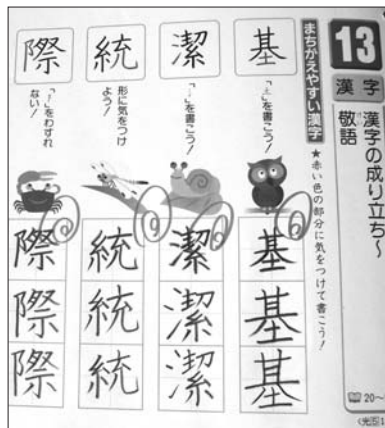 13
漢字
漢字の成り立ち～
敬語
まちがえやすい漢字
★赤い色の部分に気をつけて書こう！
基
「土」を書こう！
基
基
基
潔
」を書こう！
潔
潔
潔
統
形に気をつけ
よう！
統
統
統
際
」をわすれ
ない！
際
際
際
20～